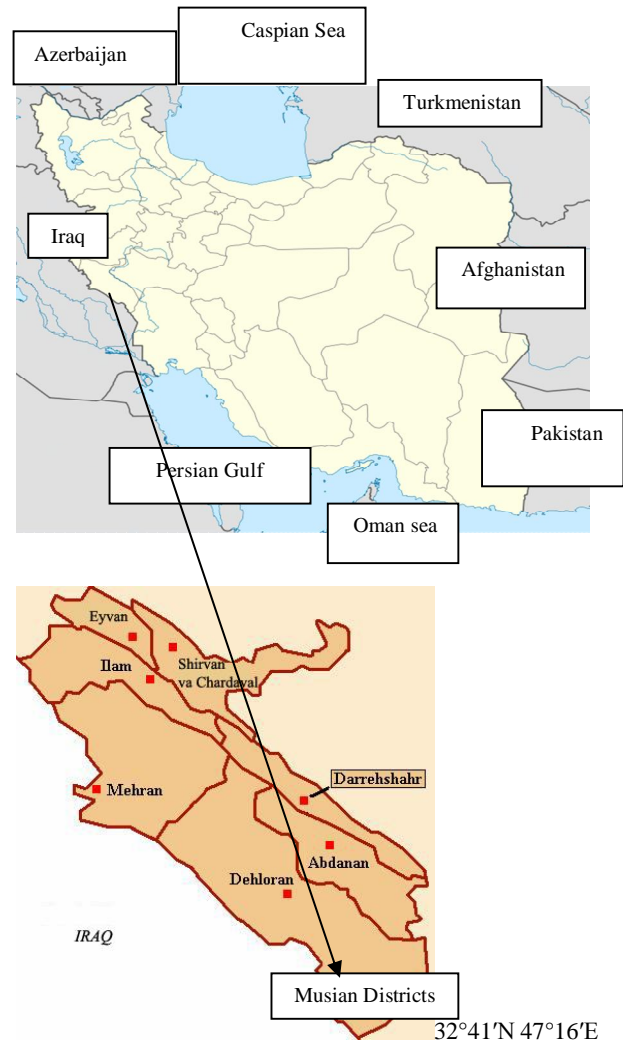 Caspian Sea
Azerbaijan
Turkmenistan
Iraq
Afghanistan
Pakistan
Persian Gulf
Oman sea
Eyvan
Shirvan
va Chardaval
Ilam
Darrehshahr
Mehran
Abdanan
Dehloran
IRAQ
Musian Districts
32°41′N 47°16′E